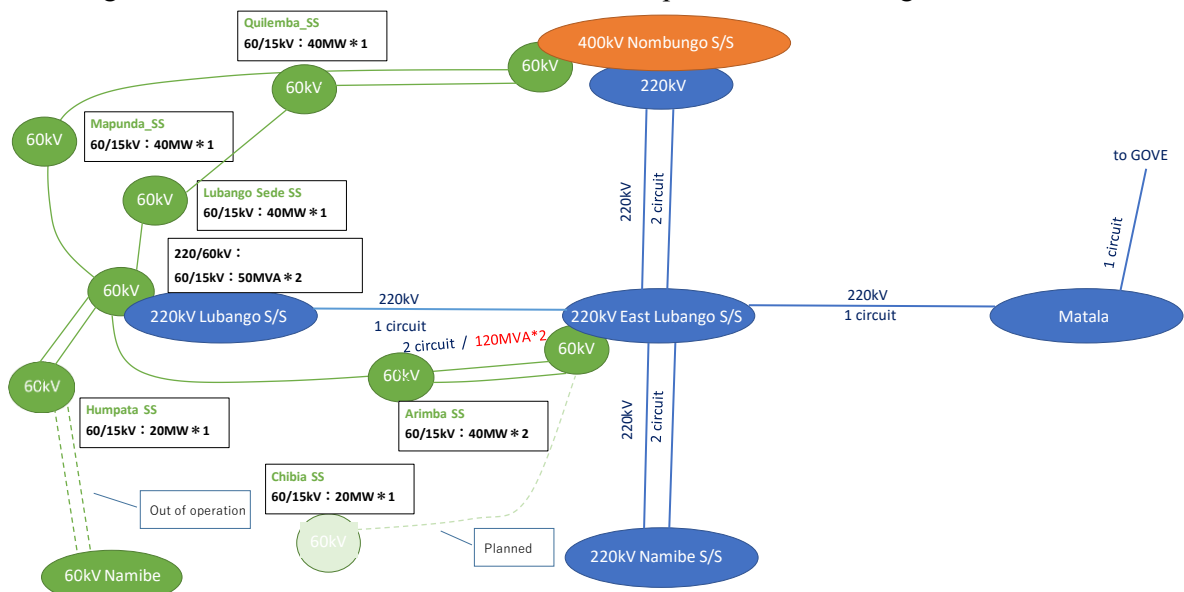 Quilemba_SS
60/15kV：40MW＊1
400kV Nombungo S/S
60kV
220kV
60kV
Mapunda_SS
60/15kV：40MW＊1
60kV
to GOVE
60kV
Lubango Sede SS
60/15kV：40MW＊1
220kV
2 circuit
1 circuit
220/60kV：
60/15kV：50MVA＊2
60kV
220kV Lubango S/S
220kV
1 circuit
2 circuit / 120MVA*2
220kV East Lubango S/S
60kV
220kV
1 circuit
Matala
60kV
60kV
Humpata SS
60/15kV：20MW＊1
Arimba SS
60/15kV：40MW＊2
220kV
2 circuit
Chibia SS
60/15kV：20MW＊1
Out of operation
60kV
Planned
60kV Namibe
220kV Namibe S/S